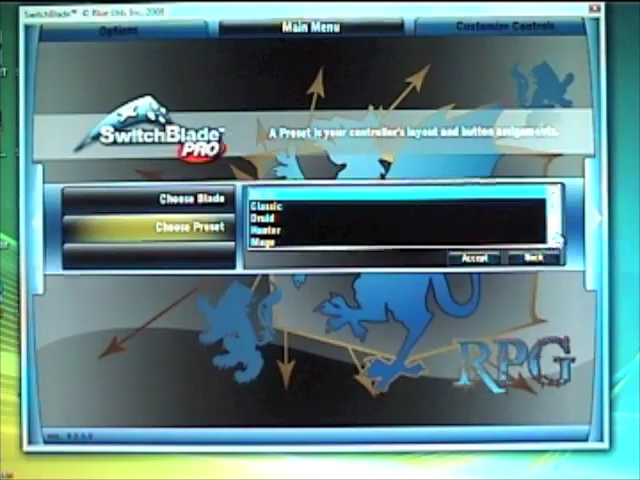 SwitchBlade™ © Blue Orb, Inc. 2008
Options
Main Menu
Customize Controls
SwitchBlade™
PRO
A Preset is your controller's layout and button assignments.
Choose Blade
Choose Preset
Classic
Druid
Hunter
Mage
Accept
Back
RPG